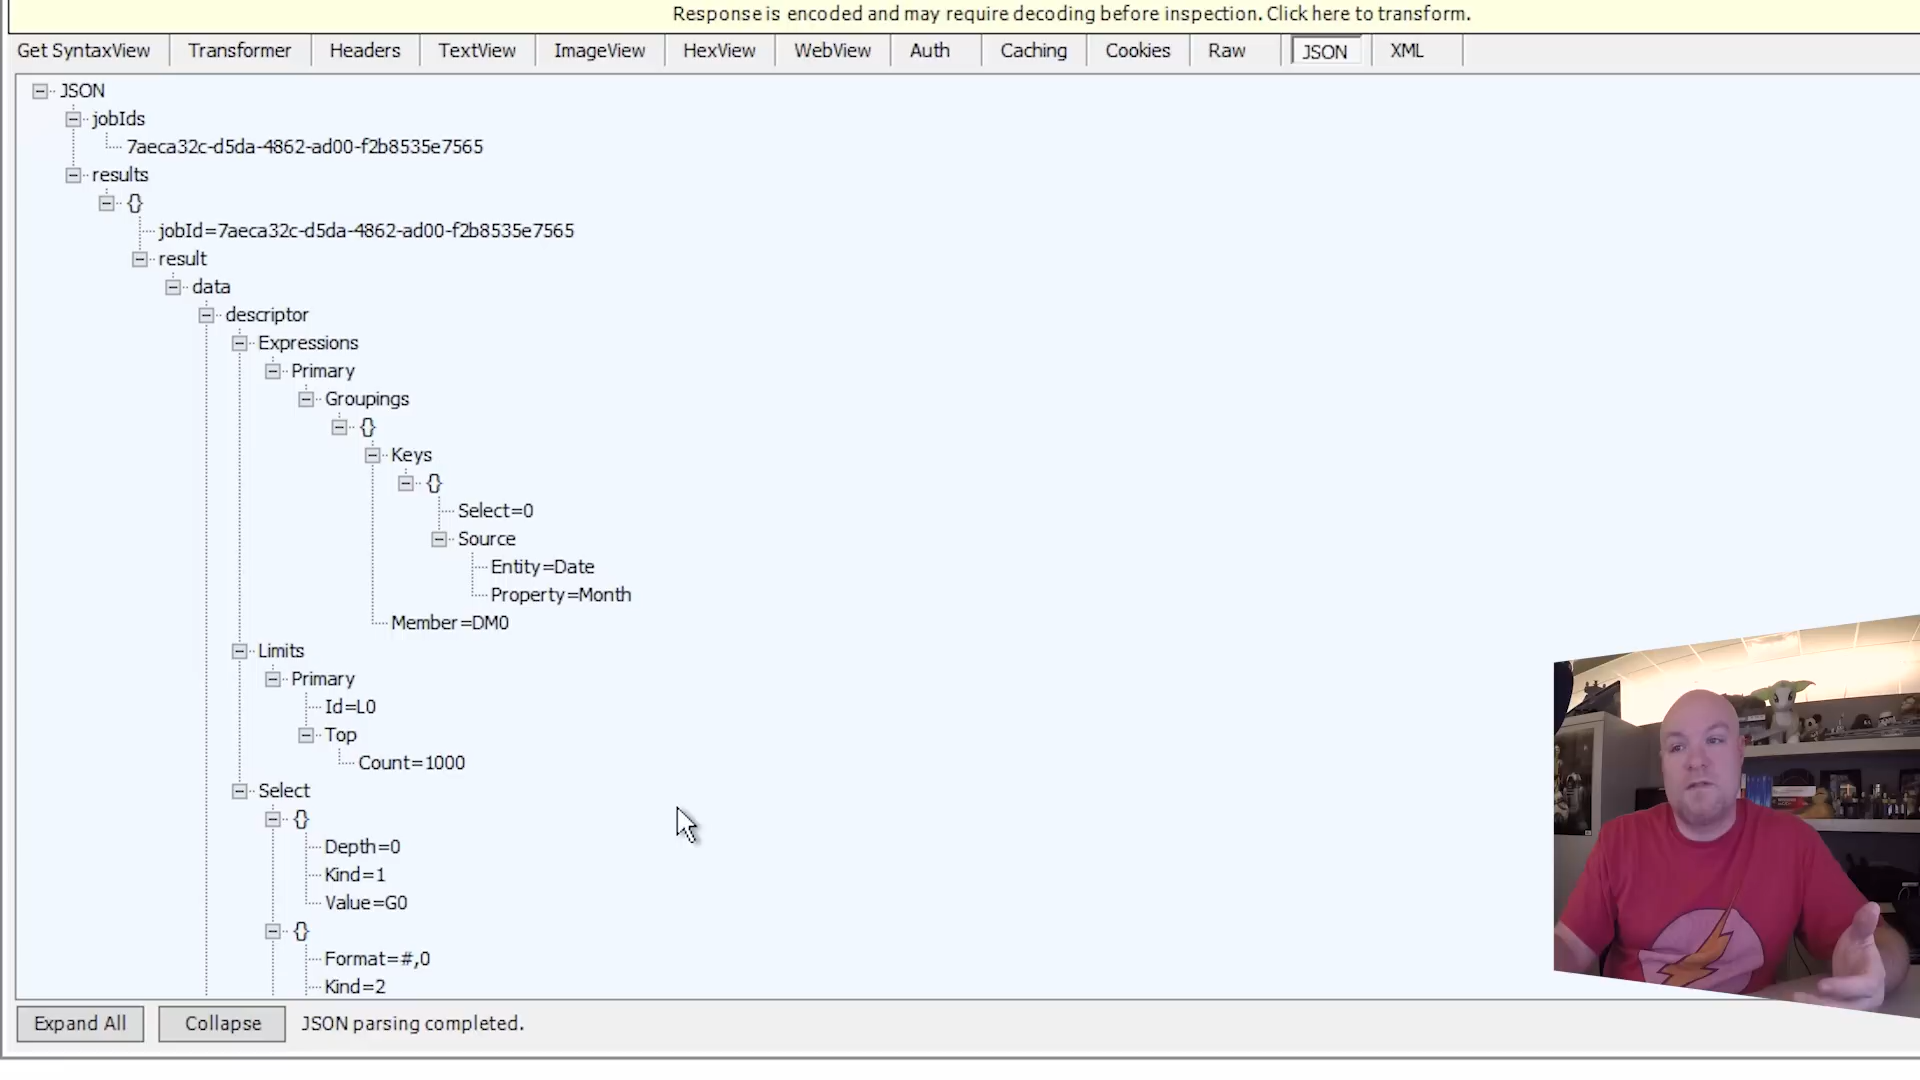 Response is encoded and may require decoding before inspection. Click here to transform.
Get SyntaxView Transformer Headers TextView ImageView HexView WebView Auth Caching Cookies Raw JSON XML
JSON
jobIds
7aeca32c-d5da-4862-ad00-f2b8535e7565
results
{}
jobId=7aeca32c-d5da-4862-ad00-f2b8535e7565
result
data
descriptor
Expressions
Primary
Groupings
{}
Keys
{}
Select=0
Source
Entity=Date
Property=Month
Member=DM0
Limits
Primary
Id=L0
Top
Count=1000
Select
{}
Depth=0
Kind=1
Value=G0
{}
Format=#,0
Kind=2
Expand All Collapse JSON parsing completed.